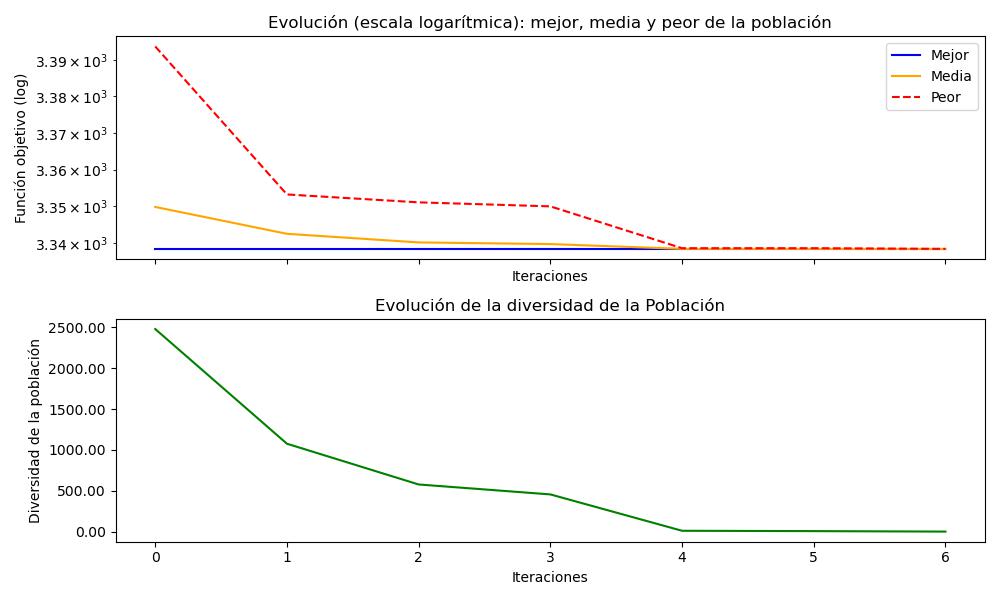 Evolución (escala logarítmica): mejor, media y peor de la población
Función objetivo (log)
3.39 × 10³
3.38 × 10³
3.37 × 10³
3.36 × 10³
3.35 × 10³
3.34 × 10³
Mejor
Media
Peor
Iteraciones
Evolución de la diversidad de la Población
Diversidad de la población
2500.00
2000.00
1500.00
1000.00
500.00
0.00
0 1 2 3 4 5 6
Iteraciones